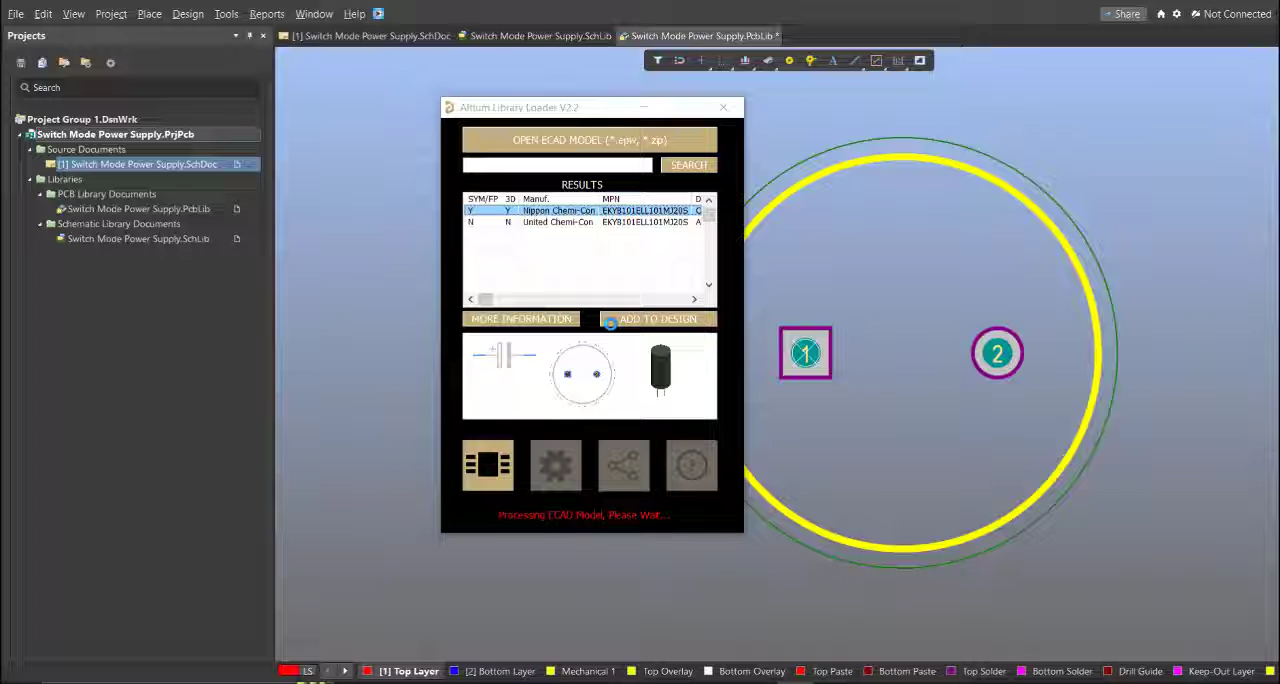 File Edit View Project Place Design Tools Reports Window Help
Share
Not Connected
Projects
[1] Switch Mode Power Supply.SchDoc
Switch Mode Power Supply.SchLib
Switch Mode Power Supply.PcbLib *
Search
Project Group 1.DsnWrk
Switch Mode Power Supply.PrjPcb
Source Documents
[1] Switch Mode Power Supply.SchDoc
Libraries
PCB Library Documents
Switch Mode Power Supply.PcbLib
Schematic Library Documents
Switch Mode Power Supply.SchLib
Altium Library Loader V2.2
OPEN ECAD MODEL (*.epw, *.zip)
SEARCH
RESULTS
SYM/FP 3D Manuf. MPN D
Y Y Nippon Chemi-Con EKYB101ELL101MJ20S C
N N United Chemi-Con EKYB101ELL101MJ20S A
MORE INFORMATION
ADD TO DESIGN
Processing ECAD Model, Please Wait...
1
2
LS
[1] Top Layer
[2] Bottom Layer
Mechanical 1
Top Overlay
Bottom Overlay
Top Paste
Bottom Paste
Top Solder
Bottom Solder
Drill Guide
Keep-Out Layer